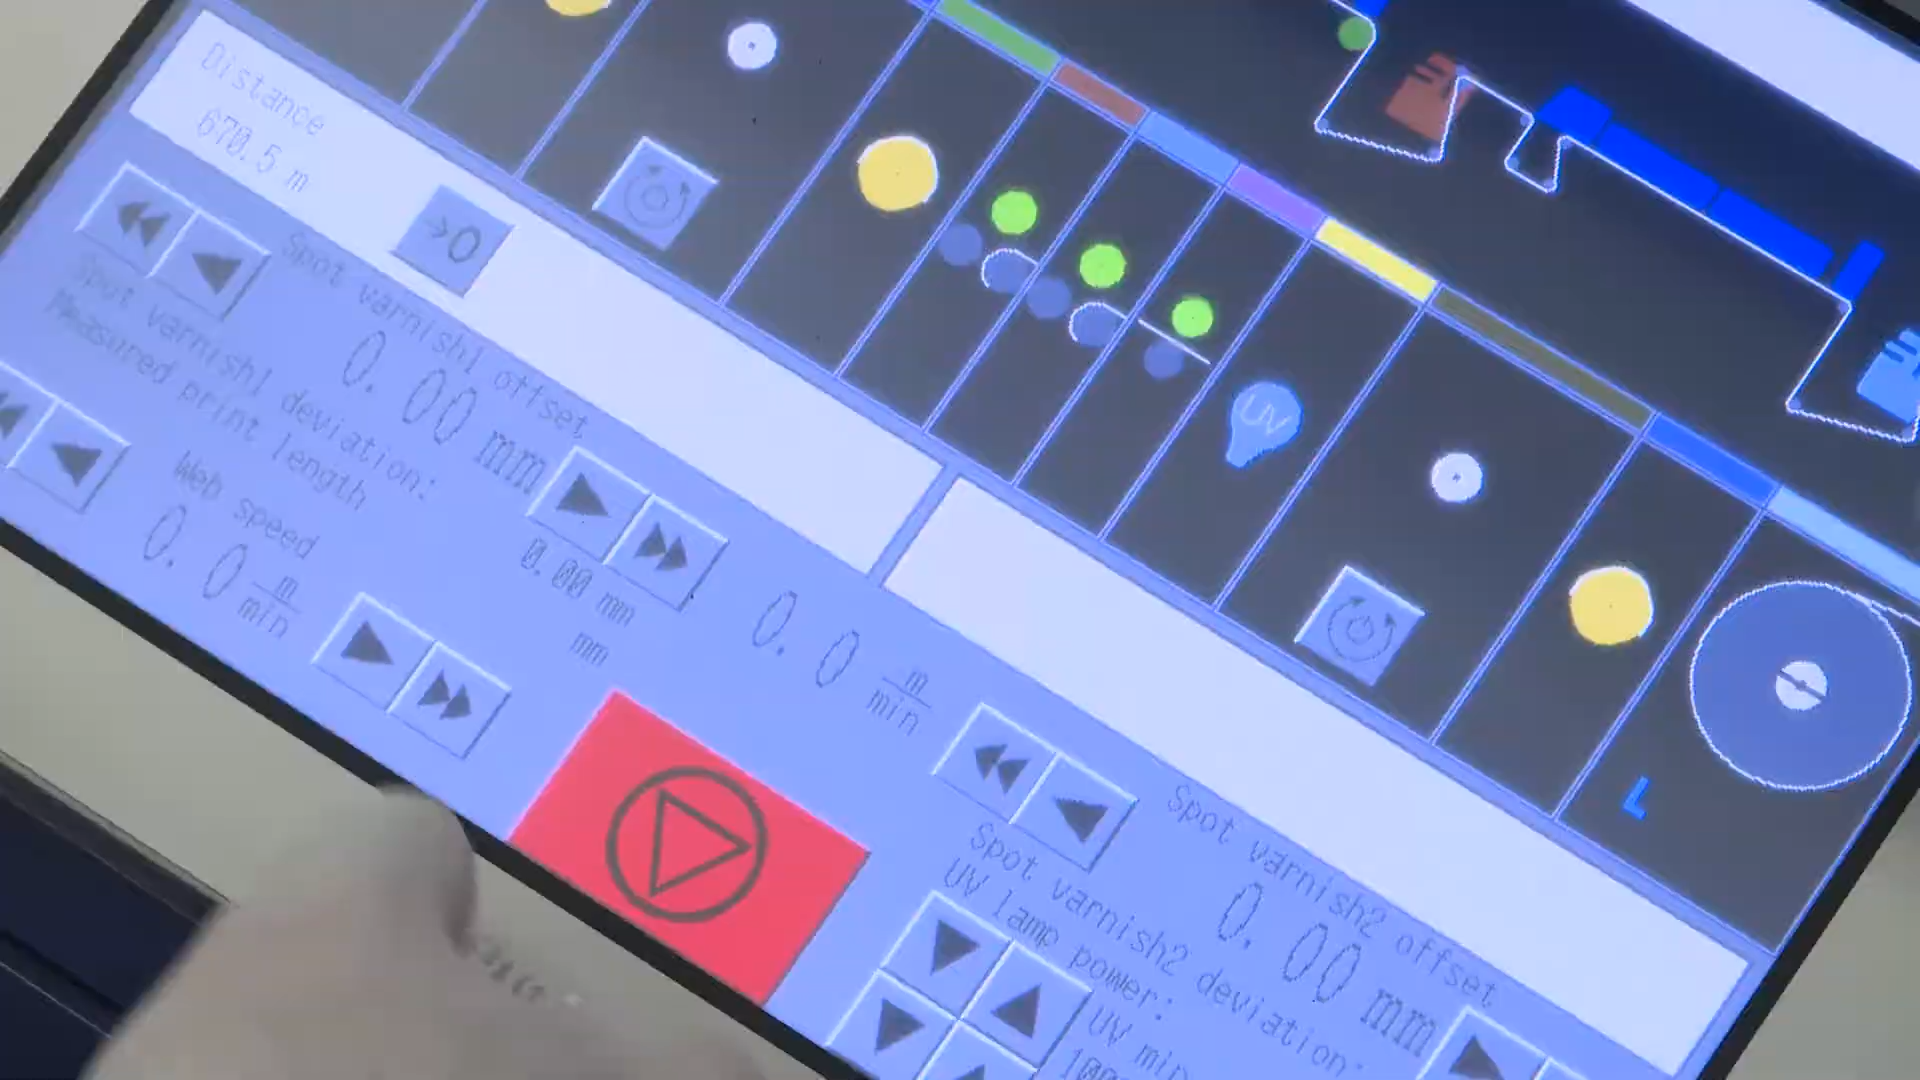 Distance
670.5 m
→0
Spot varnish1 offset
0.00 mm
Spot varnish1 deviation:
0.00 mm
Measured print length
mm
Web speed
0.0 m/min
0.0 m/min
UV
L
Spot varnish2 offset
0.00 mm
Spot varnish2 deviation:
UV lamp power:
UV min